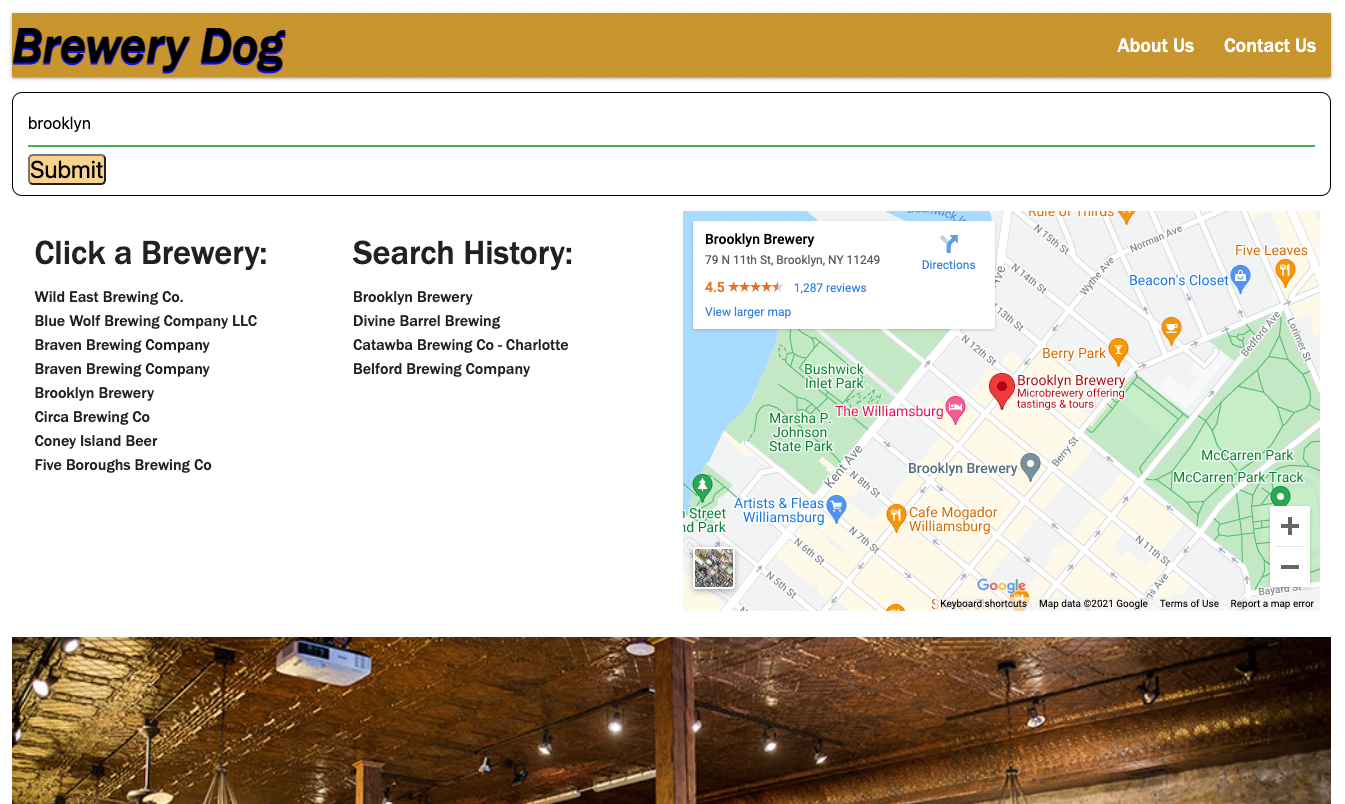 Brewery Dog
About Us
Contact Us
brooklyn
Submit
Click a Brewery:
Wild East Brewing Co.
Blue Wolf Brewing Company LLC
Braven Brewing Company
Braven Brewing Company
Brooklyn Brewery
Circa Brewing Co
Coney Island Beer
Five Boroughs Brewing Co
Search History:
Brooklyn Brewery
Divine Barrel Brewing
Catawba Brewing Co - Charlotte
Belford Brewing Company
Brooklyn Brewery
79 N 11th St, Brooklyn, NY 11249
4.5
1,287 reviews
View larger map
Directions
Rule of Thirds
N 15th St
Norman Ave
Five Leaves
Beacon's Closet
Wythe Ave
N 14th St
N 13th St
Bedford Ave
Lorimer St
N 12th St
Berry Park
Bushwick
Inlet Park
Brooklyn Brewery
Microbrewery offering
tastings & tours
The Williamsburg
Marsha P.
Johnson
State Park
Kent Ave
Berry St
McCarren Park
McCarren Park Track
Brooklyn Brewery
N 8th St
Artists & Fleas
Williamsburg
Cafe Mogador
Williamsburg
Street
nd Park
N 7th St
N 6th St
N 5th St
N 11th St
Bayard St
Google
Keyboard shortcuts
Map data ©2021 Google
Terms of Use
Report a map error